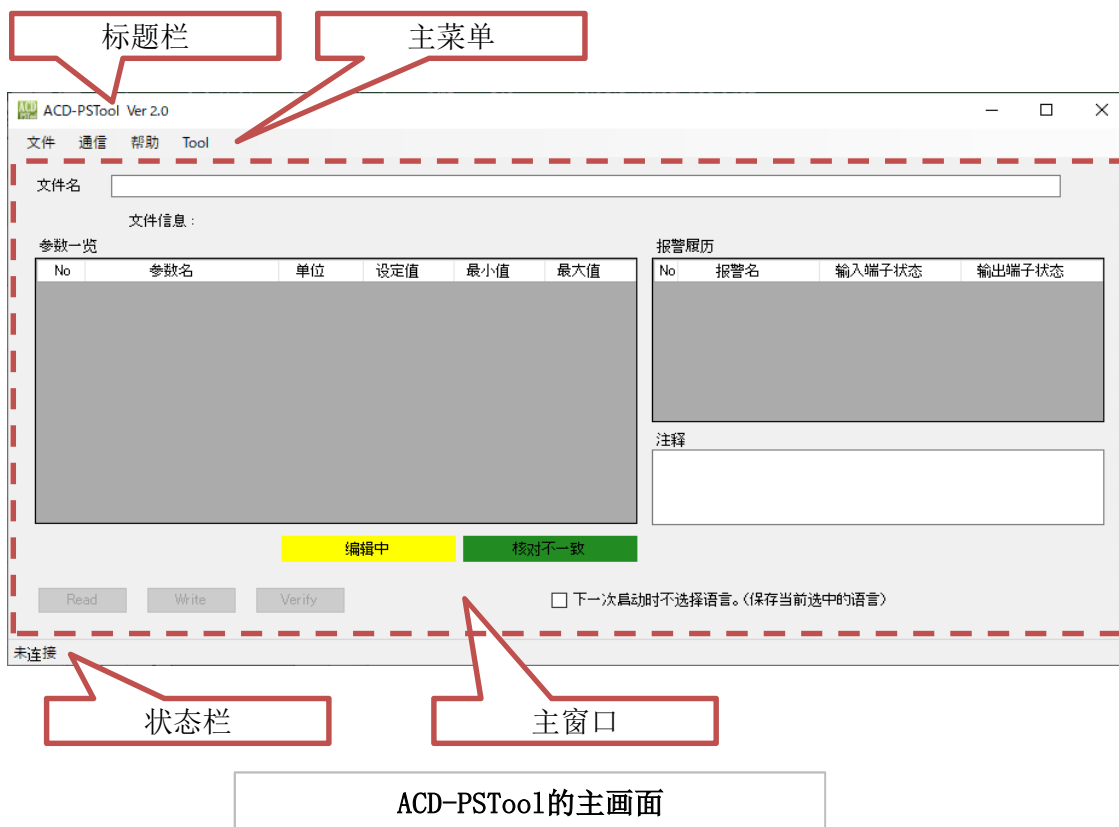 标题栏
主菜单
ACD-PSTool Ver 2.0
文件 通信 帮助 Tool
文件名
文件信息：
参数一览
No 参数名 单位 设定值 最小值 最大值
报警履历
No 报警名 输入端子状态 输出端子状态
注释
编辑中
核对不一致
Read Write Verify
下一次启动时不选择语言。(保存当前选中的语言)
未连接
状态栏
主窗口
ACD-PSTool的主画面